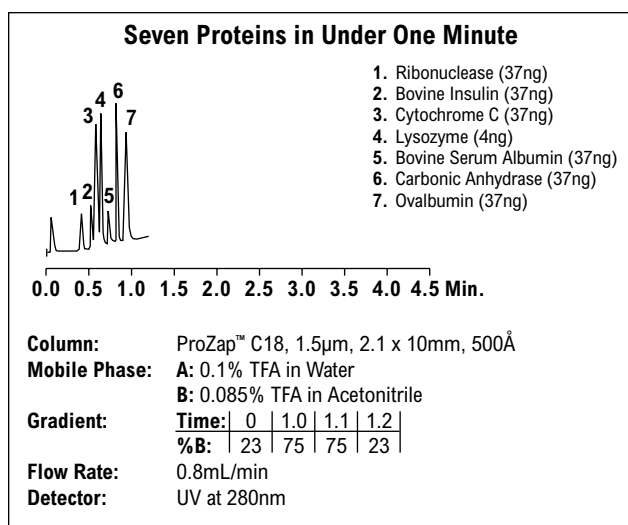 Seven Proteins in Under One Minute
1. Ribonuclease (37ng)
2. Bovine Insulin (37ng)
3. Cytochrome C (37ng)
4. Lysozyme (4ng)
5. Bovine Serum Albumin (37ng)
6. Carbonic Anhydrase (37ng)
7. Ovalbumin (37ng)
6
4
3
7
1
2
5
0.0 0.5 1.0 1.5 2.0 2.5 3.0 3.5 4.0 4.5 Min.
Column: ProZap™ C18, 1.5µm, 2.1 x 10mm, 500Å
Mobile Phase: A: 0.1% TFA in Water
B: 0.085% TFA in Acetonitrile
Gradient: Time: 0 1.0 1.1 1.2
%B: 23 75 75 23
Flow Rate: 0.8mL/min
Detector: UV at 280nm